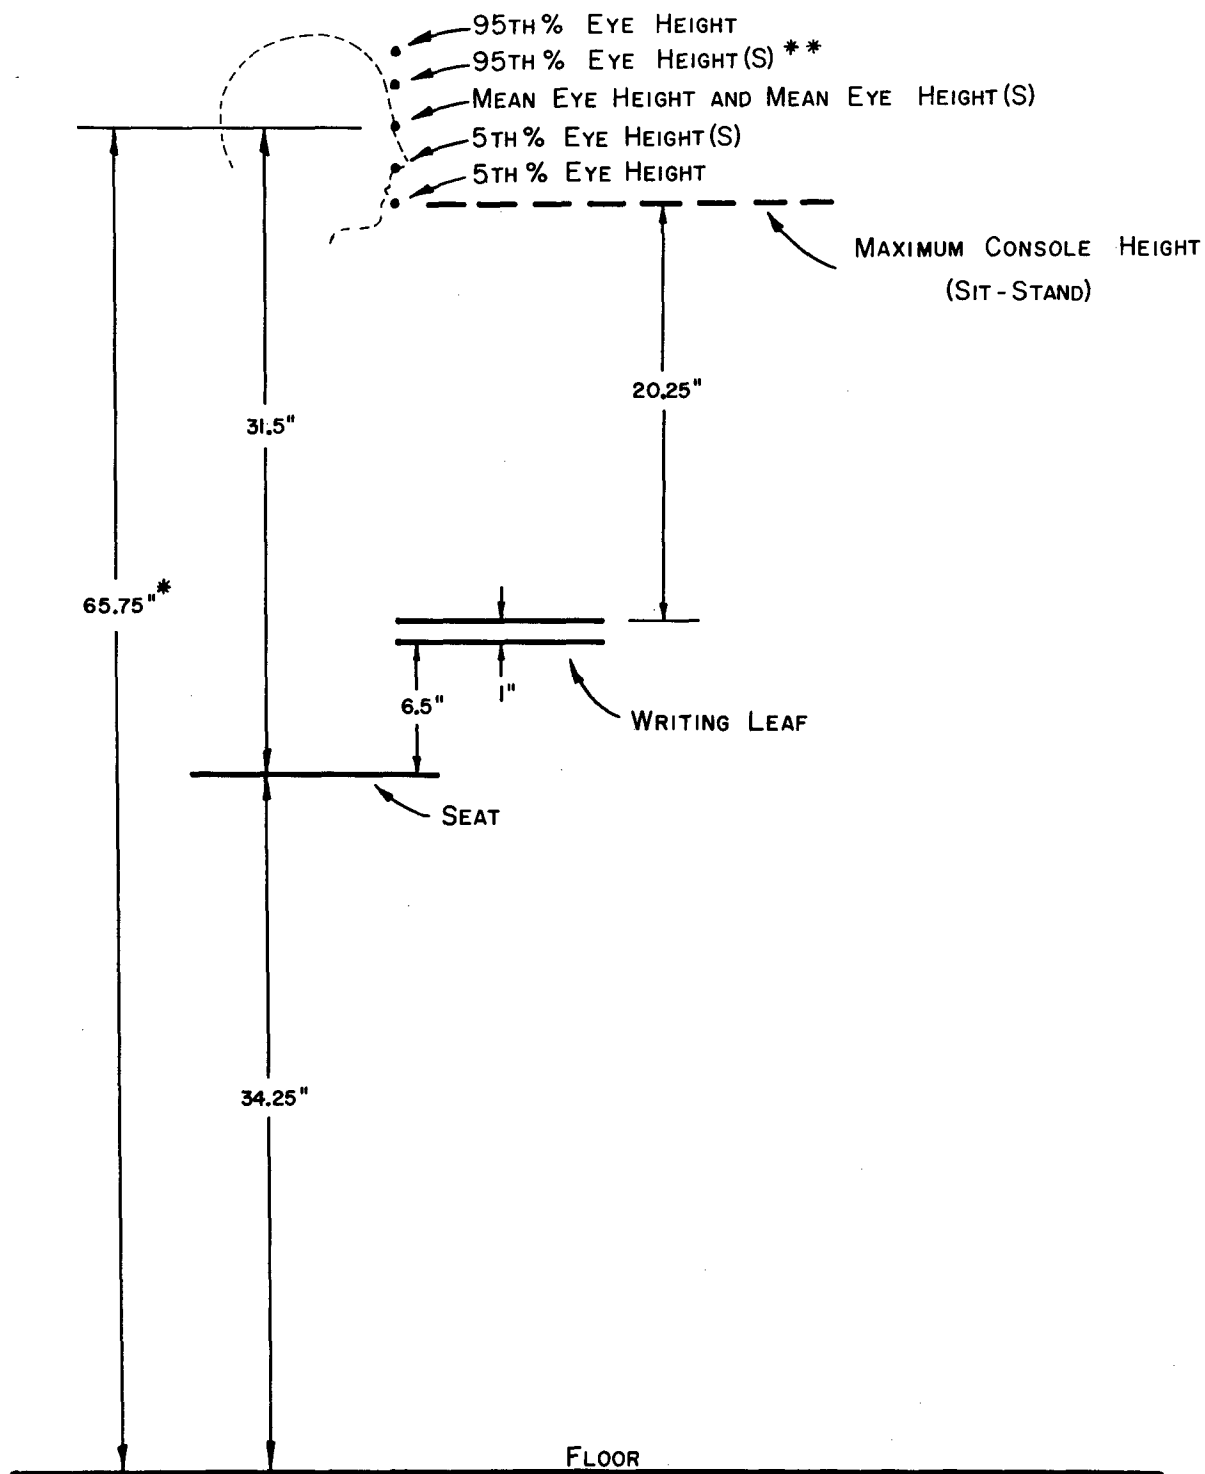 95TH % EYE HEIGHT
95TH % EYE HEIGHT (S) **
MEAN EYE HEIGHT AND MEAN EYE HEIGHT (S)
5TH % EYE HEIGHT (S)
5TH % EYE HEIGHT
MAXIMUM CONSOLE HEIGHT
(SIT-STAND)
20.25"
31.5"
65.75"*
1"
6.5"
WRITING LEAF
SEAT
34.25"
FLOOR